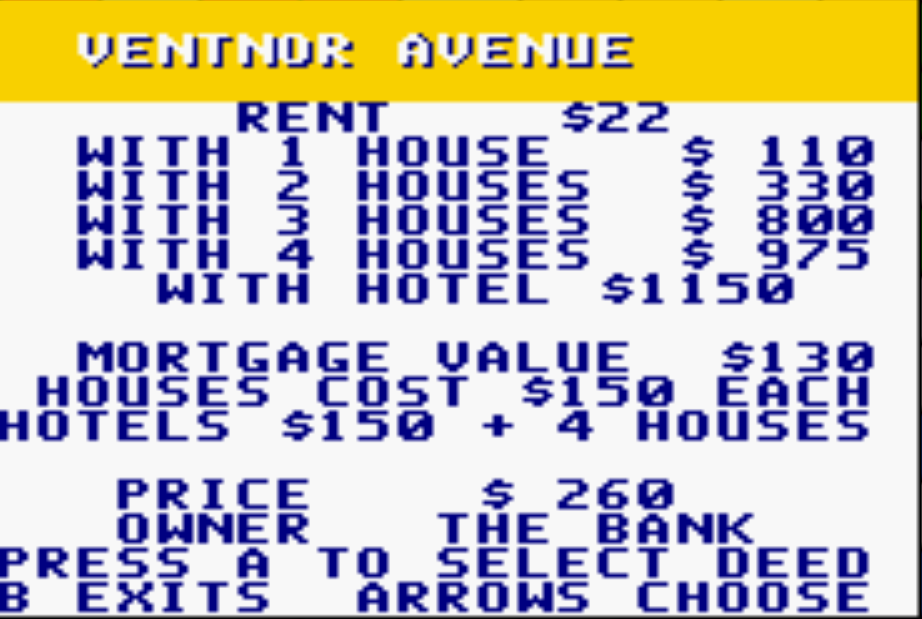 VENTNOR AVENUE
RENT $22
WITH 1 HOUSE $ 110
WITH 2 HOUSES $ 330
WITH 3 HOUSES $ 800
WITH 4 HOUSES $ 975
WITH HOTEL $1150
MORTGAGE VALUE $130
HOUSES COST $150 EACH
HOTELS $150 + 4 HOUSES
PRICE $ 260
OWNER THE BANK
PRESS A TO SELECT DEED
B EXITS ARROWS CHOOSE